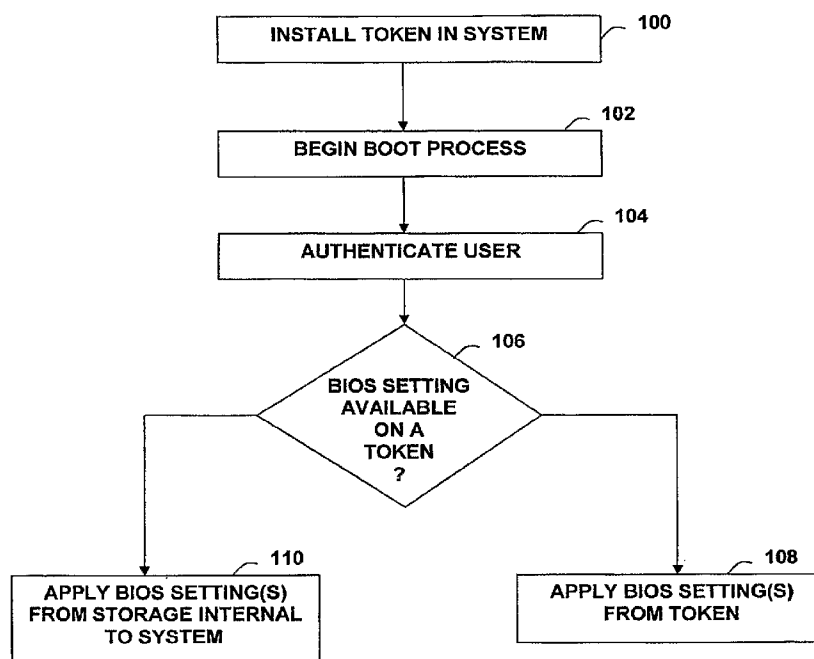 INSTALL TOKEN IN SYSTEM
100
102
BEGIN BOOT PROCESS
104
AUTHENTICATE USER
106
BIOS SETTING
AVAILABLE
ON A
TOKEN
?
110
APPLY BIOS SETTING(S)
FROM STORAGE INTERNAL
TO SYSTEM
108
APPLY BIOS SETTING(S)
FROM TOKEN